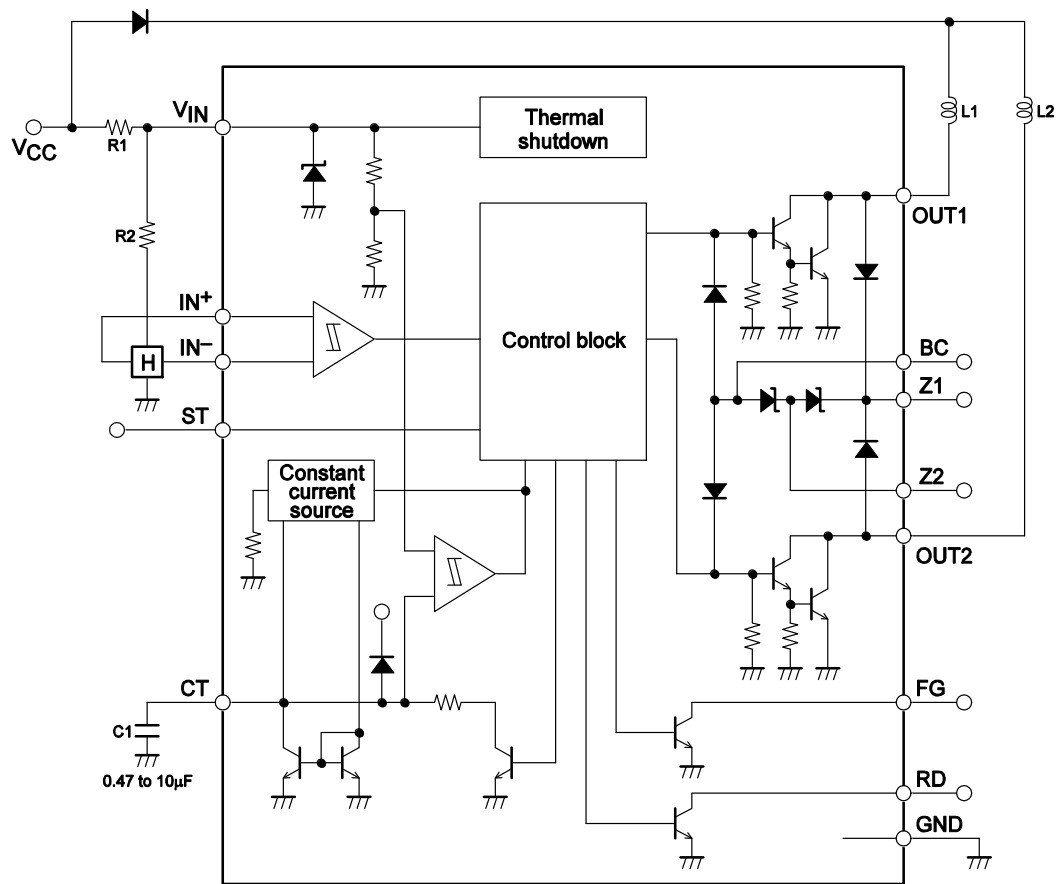 VIN
Thermal
shutdown
VCC
R1
L1
L2
OUT1
R2
IN+
IN−
H
Control block
BC
Z1
ST
Z2
Constant
current
source
OUT2
CT
FG
C1
0.47 to 10μF
RD
GND